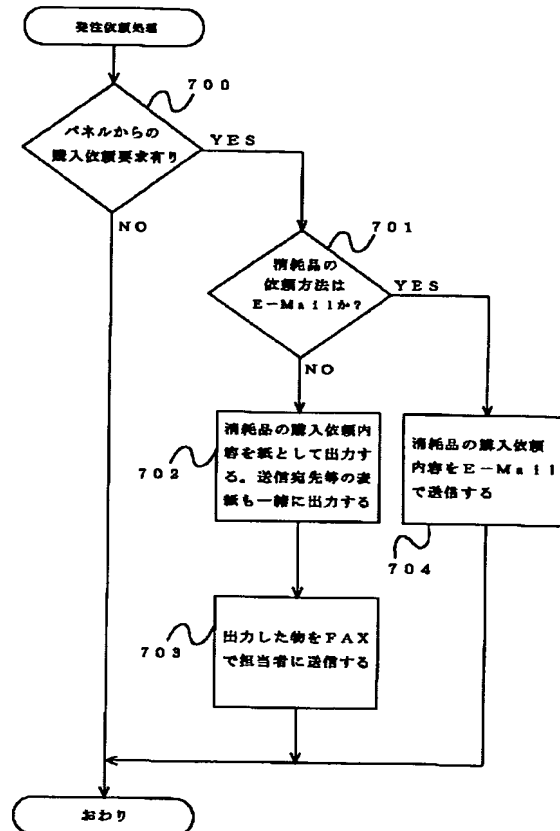 発注依頼処理
700
パネルからの
購入依頼要求有り
YES
NO
701
消耗品の
依頼方法は
E-Mailか?
YES
NO
消耗品の購入依頼内
容を紙として出力す
る。送信宛先等の表
紙も一緒に出力する
702
消耗品の購入依頼
内容をE-Mail
で送信する
704
出力した物をFAX
で担当者に送信する
703
おわり